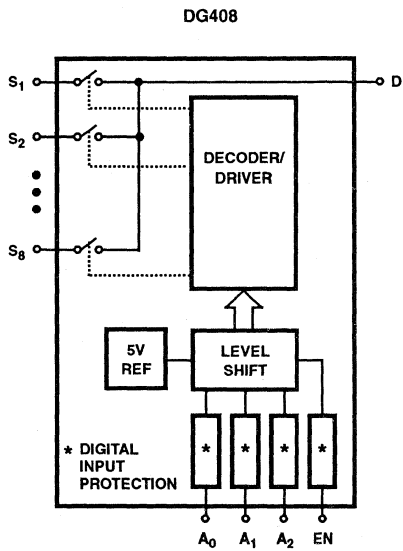 DG408
S1
D
S2
DECODER/
DRIVER
S8
5V
REF
LEVEL
SHIFT
* DIGITAL
INPUT
PROTECTION
* * * *
A0 A1 A2 EN